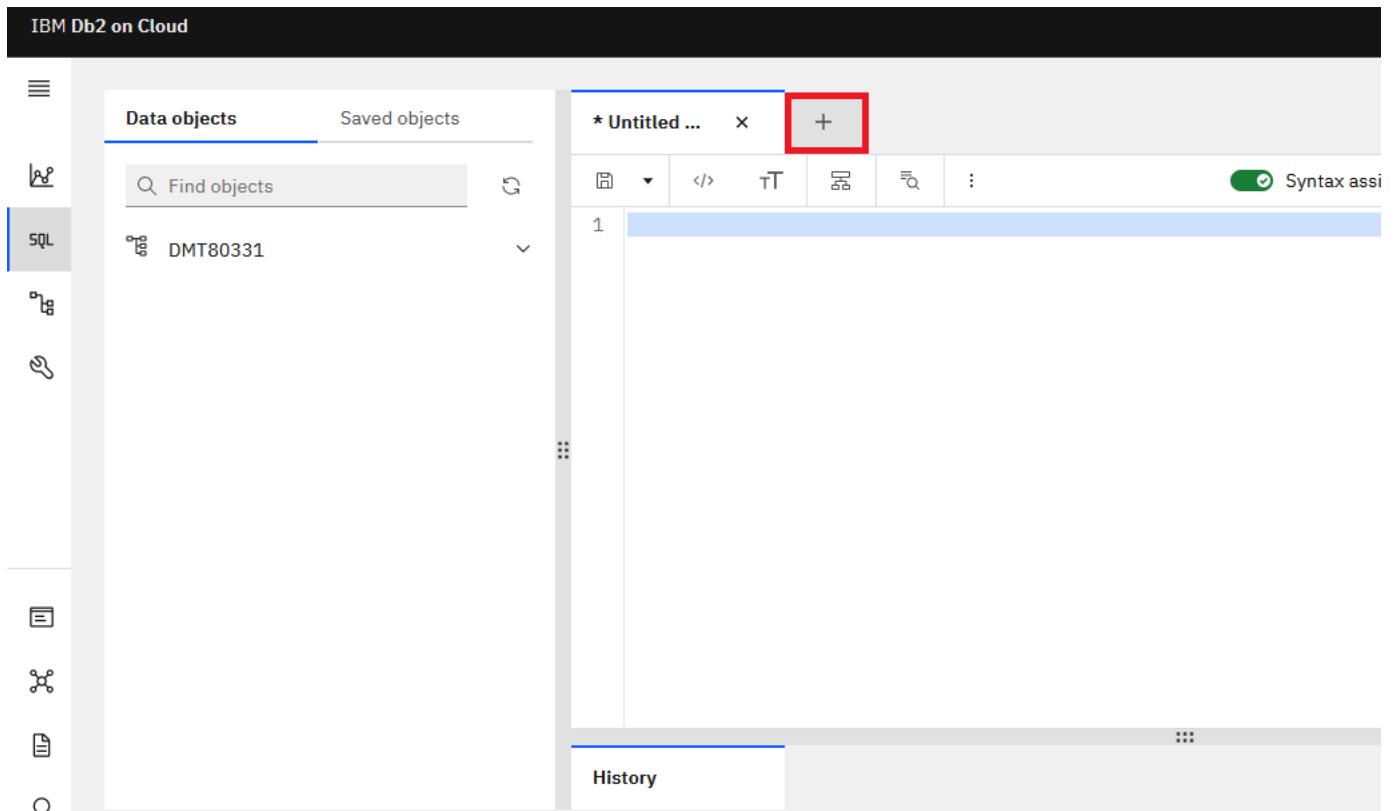 IBM Db2 on Cloud
Data objects
Saved objects
Find objects
SQL
DMT80331
* Untitled ...
Syntax assi
1
History